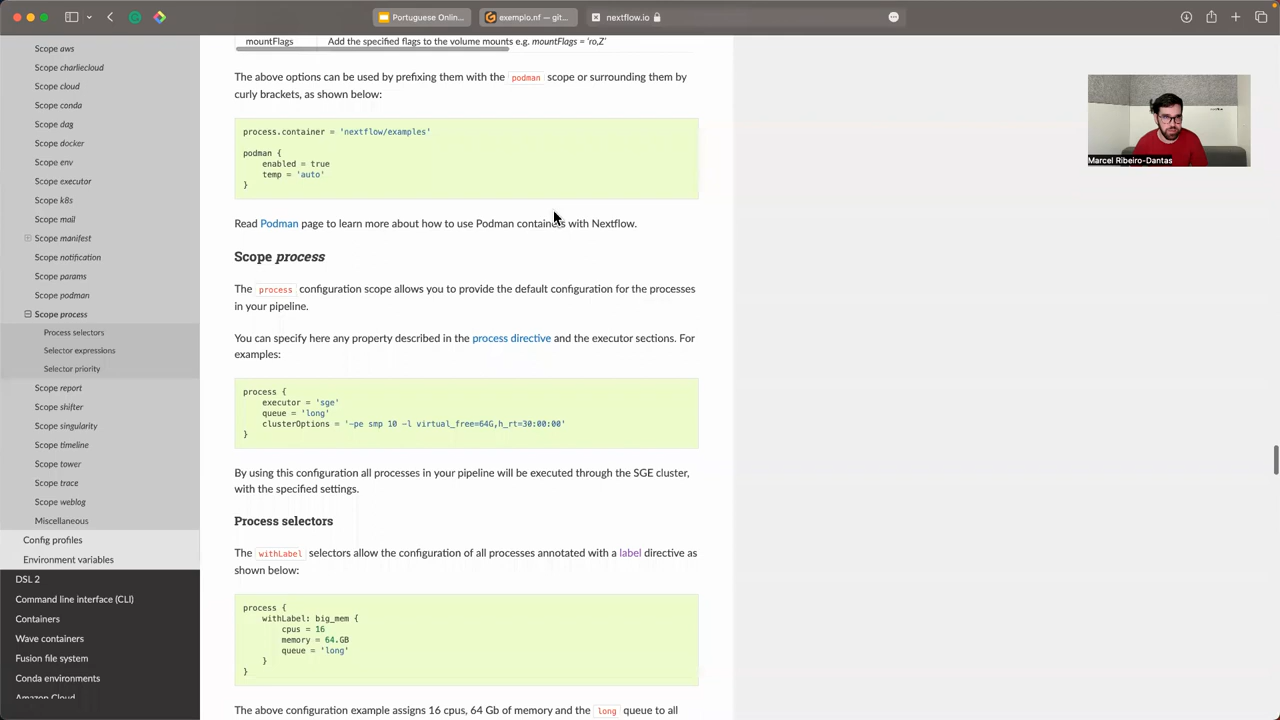 Portuguese Onlin...
exemplo.nf — git...
nextflow.io
Scope aws
Scope charliecloud
Scope cloud
Scope conda
Scope dag
Scope docker
Scope env
Scope executor
Scope k8s
Scope mail
Scope manifest
Scope notification
Scope params
Scope podman
Scope process
Process selectors
Selector expressions
Selector priority
Scope report
Scope shifter
Scope singularity
Scope timeline
Scope tower
Scope trace
Scope weblog
Miscellaneous
Config profiles
Environment variables
DSL 2
Command line interface (CLI)
Containers
Wave containers
Fusion file system
Conda environments
Amazon Cloud
mountFlags Add the specified flags to the volume mounts e.g. mountFlags = 'ro,Z'
The above options can be used by prefixing them with the podman scope or surrounding them by
curly brackets, as shown below:
process.container = 'nextflow/examples'
podman {
enabled = true
temp = 'auto'
}
Read Podman page to learn more about how to use Podman containers with Nextflow.
Scope process
The process configuration scope allows you to provide the default configuration for the processes
in your pipeline.
You can specify here any property described in the process directive and the executor sections. For
examples:
process {
executor = 'sge'
queue = 'long'
clusterOptions = '-pe smp 10 -l virtual_free=64G,h_rt=30:00:00'
}
By using this configuration all processes in your pipeline will be executed through the SGE cluster,
with the specified settings.
Process selectors
The withLabel selectors allow the configuration of all processes annotated with a label directive as
shown below:
process {
withLabel: big_mem {
cpus = 16
memory = 64.GB
queue = 'long'
}
}
The above configuration example assigns 16 cpus, 64 Gb of memory and the long queue to all
Marcel Ribeiro-Dantas